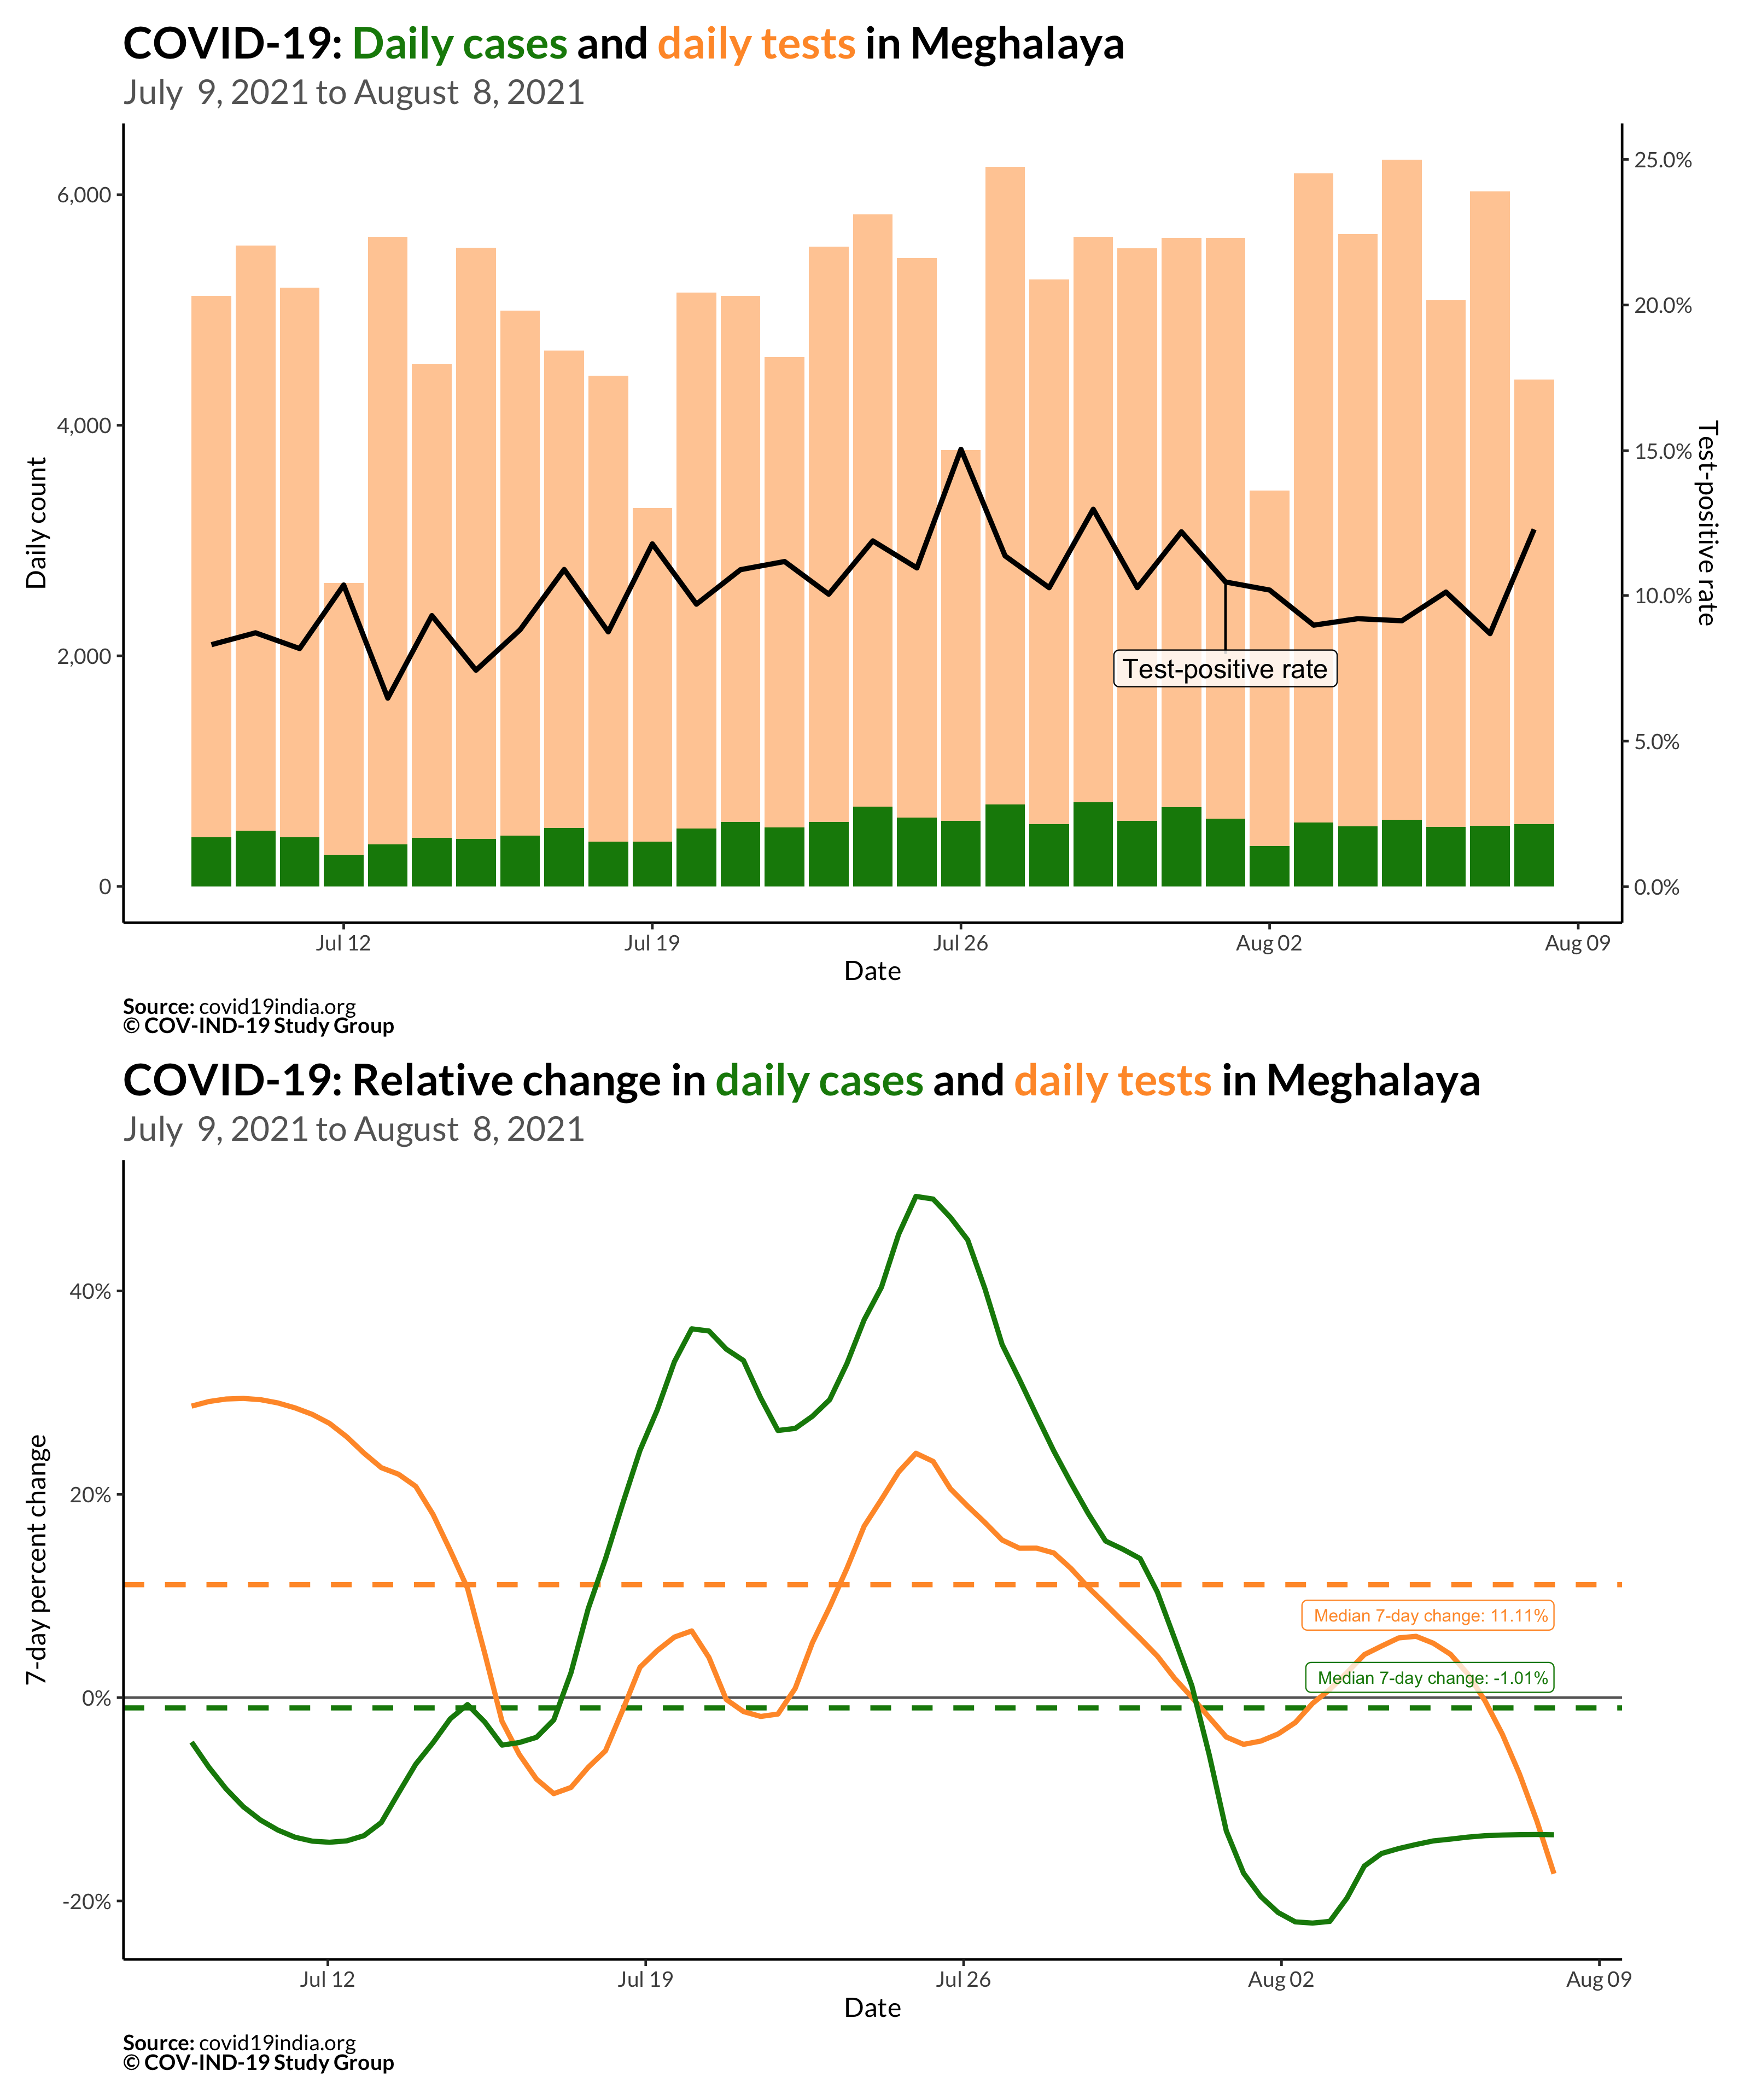 COVID-19: Daily cases and daily tests in Meghalaya
July 9, 2021 to August 8, 2021
Daily count
6,000
4,000
2,000
0
25.0%
20.0%
15.0%
10.0%
5.0%
0.0%
Test-positive rate
Test-positive rate
Jul 12
Jul 19
Jul 26
Aug 02
Aug 09
Date
Source: covid19india.org
© COV-IND-19 Study Group
COVID-19: Relative change in daily cases and daily tests in Meghalaya
July 9, 2021 to August 8, 2021
7-day percent change
40%
20%
0%
-20%
Median 7-day change: 11.11%
Median 7-day change: -1.01%
Jul 12
Jul 19
Jul 26
Aug 02
Aug 09
Date
Source: covid19india.org
© COV-IND-19 Study Group